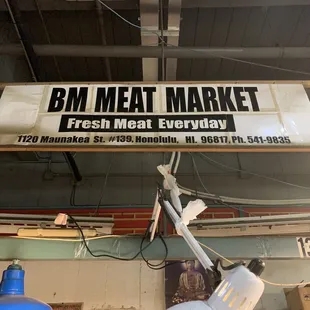 BM MEAT MARKET
Fresh Meat Everyday
1120 Maunakea St. #139, Honolulu, HI. 96817, Ph. 541-9835